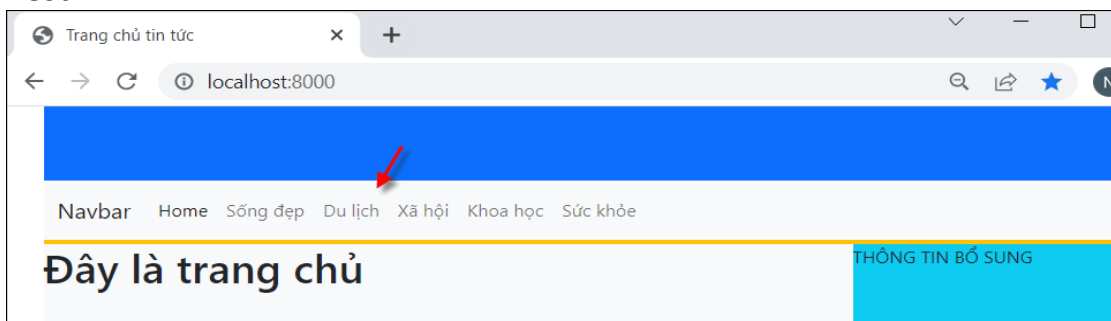 Trang chủ tin tức
localhost:8000
N
Navbar Home Sống đẹp Du lịch Xã hội Khoa học Sức khỏe
Đây là trang chủ
THÔNG TIN BỔ SUNG